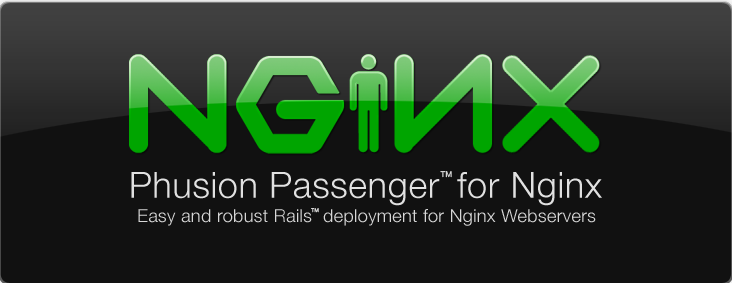 NGiNX
Phusion Passenger™ for Nginx
Easy and robust Rails™ deployment for Nginx Webservers